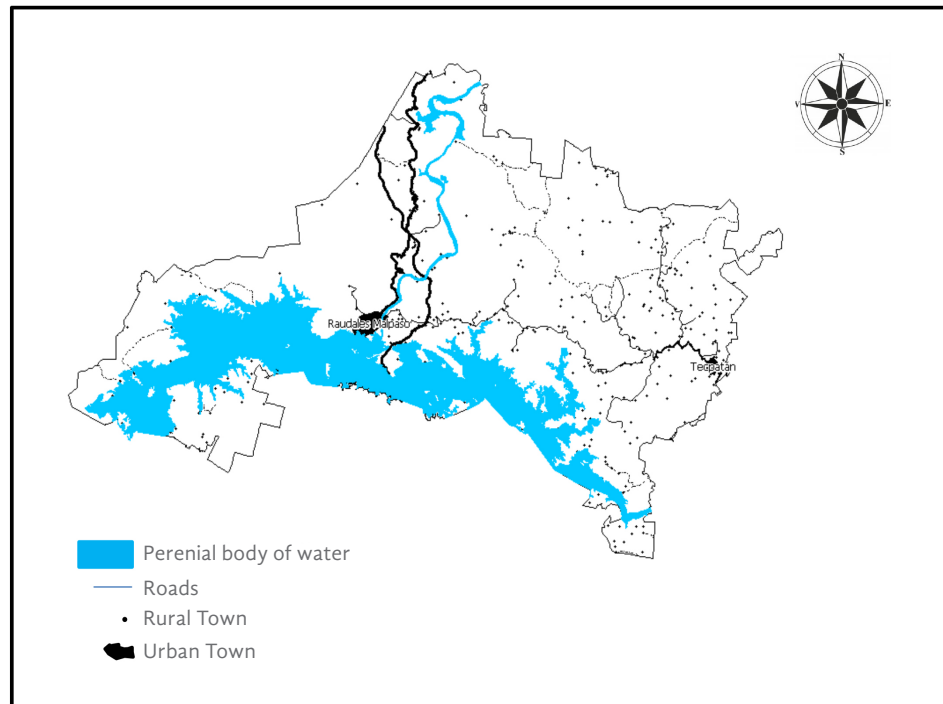 N
V
E
S
Raudales Malpaso
Tecpatán
Perenial body of water
Roads
Rural Town
Urban Town